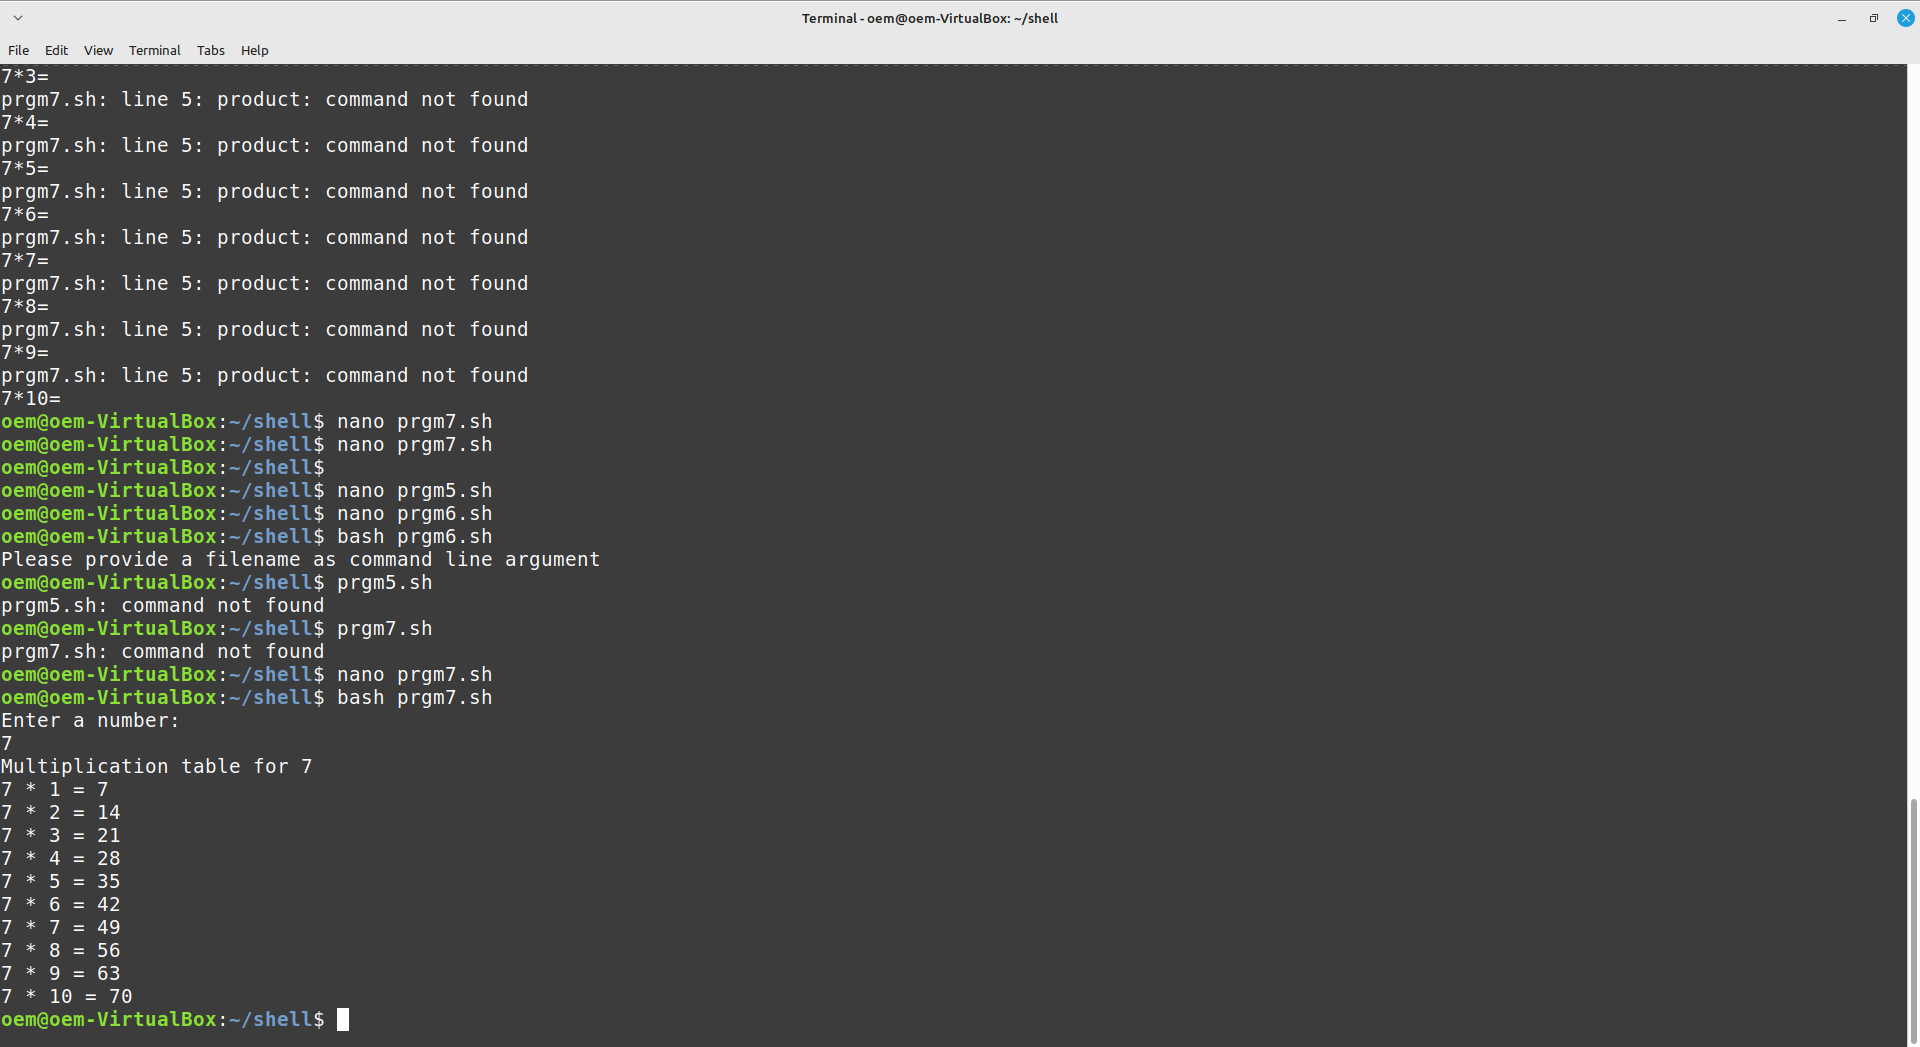 Terminal - oem@oem-VirtualBox: ~/shell
File Edit View Terminal Tabs Help
7*3=
prgm7.sh: line 5: product: command not found
7*4=
prgm7.sh: line 5: product: command not found
7*5=
prgm7.sh: line 5: product: command not found
7*6=
prgm7.sh: line 5: product: command not found
7*7=
prgm7.sh: line 5: product: command not found
7*8=
prgm7.sh: line 5: product: command not found
7*9=
prgm7.sh: line 5: product: command not found
7*10=
oem@oem-VirtualBox:~/shell$ nano prgm7.sh
oem@oem-VirtualBox:~/shell$ nano prgm7.sh
oem@oem-VirtualBox:~/shell$
oem@oem-VirtualBox:~/shell$ nano prgm5.sh
oem@oem-VirtualBox:~/shell$ nano prgm6.sh
oem@oem-VirtualBox:~/shell$ bash prgm6.sh
Please provide a filename as command line argument
oem@oem-VirtualBox:~/shell$ prgm5.sh
prgm5.sh: command not found
oem@oem-VirtualBox:~/shell$ prgm7.sh
prgm7.sh: command not found
oem@oem-VirtualBox:~/shell$ nano prgm7.sh
oem@oem-VirtualBox:~/shell$ bash prgm7.sh
Enter a number:
7
Multiplication table for 7
7 * 1 = 7
7 * 2 = 14
7 * 3 = 21
7 * 4 = 28
7 * 5 = 35
7 * 6 = 42
7 * 7 = 49
7 * 8 = 56
7 * 9 = 63
7 * 10 = 70
oem@oem-VirtualBox:~/shell$